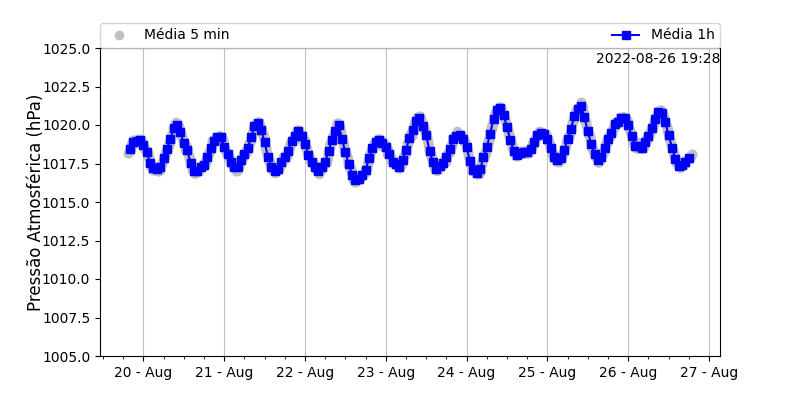 Média 5 min
Média 1h
2022-08-26 19:28
Pressão Atmosférica (hPa)
1025.0
1022.5
1020.0
1017.5
1015.0
1012.5
1010.0
1007.5
1005.0
20 - Aug
21 - Aug
22 - Aug
23 - Aug
24 - Aug
25 - Aug
26 - Aug
27 - Aug